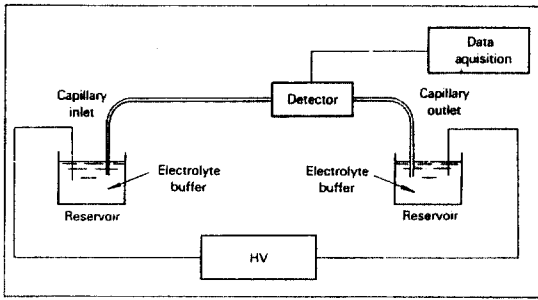 Data
aquisition
Capillary
inlet
Detector
Capillary
outlet
Electrolyte
buffer
Electrolyte
buffer
Reservoir
Reservoir
HV